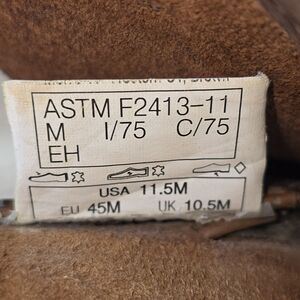 ASTM F2413-11
M I/75 C/75
EH
USA 11.5M
EU 45M UK 10.5M